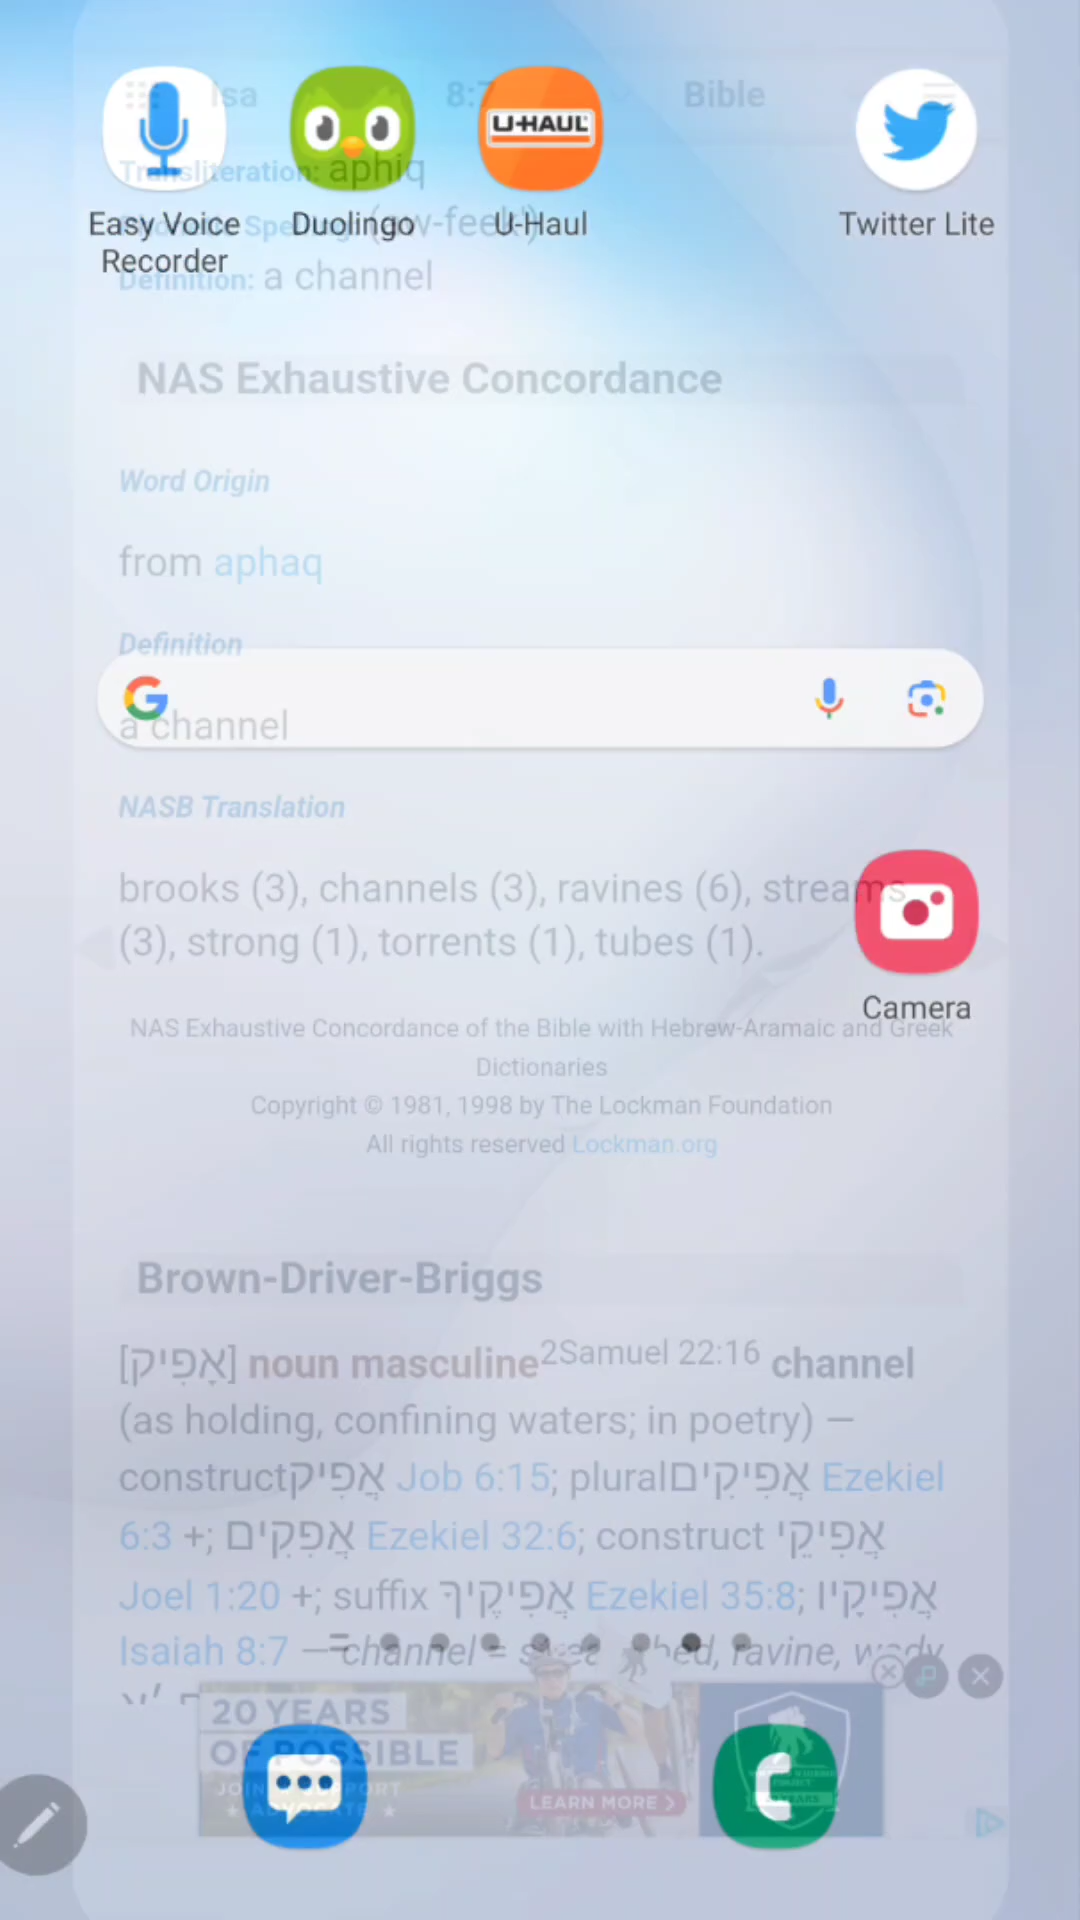 Isa 8:7 Bible
U-HAUL
Transliteration: aphiq
Easy Voice Recorder
Duolingo
U-Haul
Twitter Lite
(aw-feek')
Definition: a channel
NAS Exhaustive Concordance
Word Origin
from aphaq
Definition
a channel
NASB Translation
brooks (3), channels (3), ravines (6), streams
(3), strong (1), torrents (1), tubes (1).
Camera
NAS Exhaustive Concordance of the Bible with Hebrew-Aramaic and Greek
Dictionaries
Copyright © 1981, 1998 by The Lockman Foundation
All rights reserved Lockman.org
Brown-Driver-Briggs
[אָפִיק] noun masculine 2Samuel 22:16 channel
(as holding, confining waters; in poetry) —
construct אֲפִיק Job 6:15; plural אֲפִיקִים Ezekiel
6:3 +; אֲפִקִים Ezekiel 32:6; construct אֲפִיקֵי
Joel 1:20 +; suffix אֲפִיקֶיךָ Ezekiel 35:8; אֲפִיקָיו
Isaiah 8:7 — channel = ravine, wady
20 YEARS
OF POSSIBLE
LEARN MORE